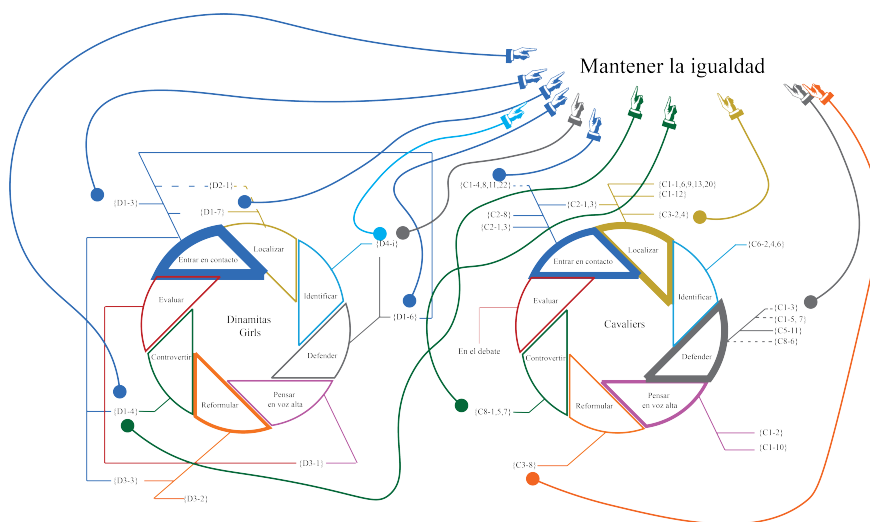 Mantener la igualdad
{D2-1}
{D1-3}
{D1-7}
Entrar en contacto
Localizar
{D4-i}
Identificar
{D1-6}
Defender
Pensar
en voz alta
Reformular
Controvertir
Evaluar
Dinamitas
Girls
{D1-4}
{D3-1}
{D3-3}
{D3-2}
{C1-4,8,11,22}
{C2-1,3}
{C2-8}
{C2-1,3}
{C1-1,6,9.13,20}
{C1-12}
{C3-2,4}
Entrar en contacto
Localizar
{C6-2,4,6}
Identificar
{C1-3}
{C1-5, 7}
{C5-11}
{C8-6}
Defender
Pensar
en voz alta
Reformular
Controvertir
Evaluar
Cavaliers
En el debate
{C8-1,5,7}
{C1-2}
{C1-10}
{C3-8}